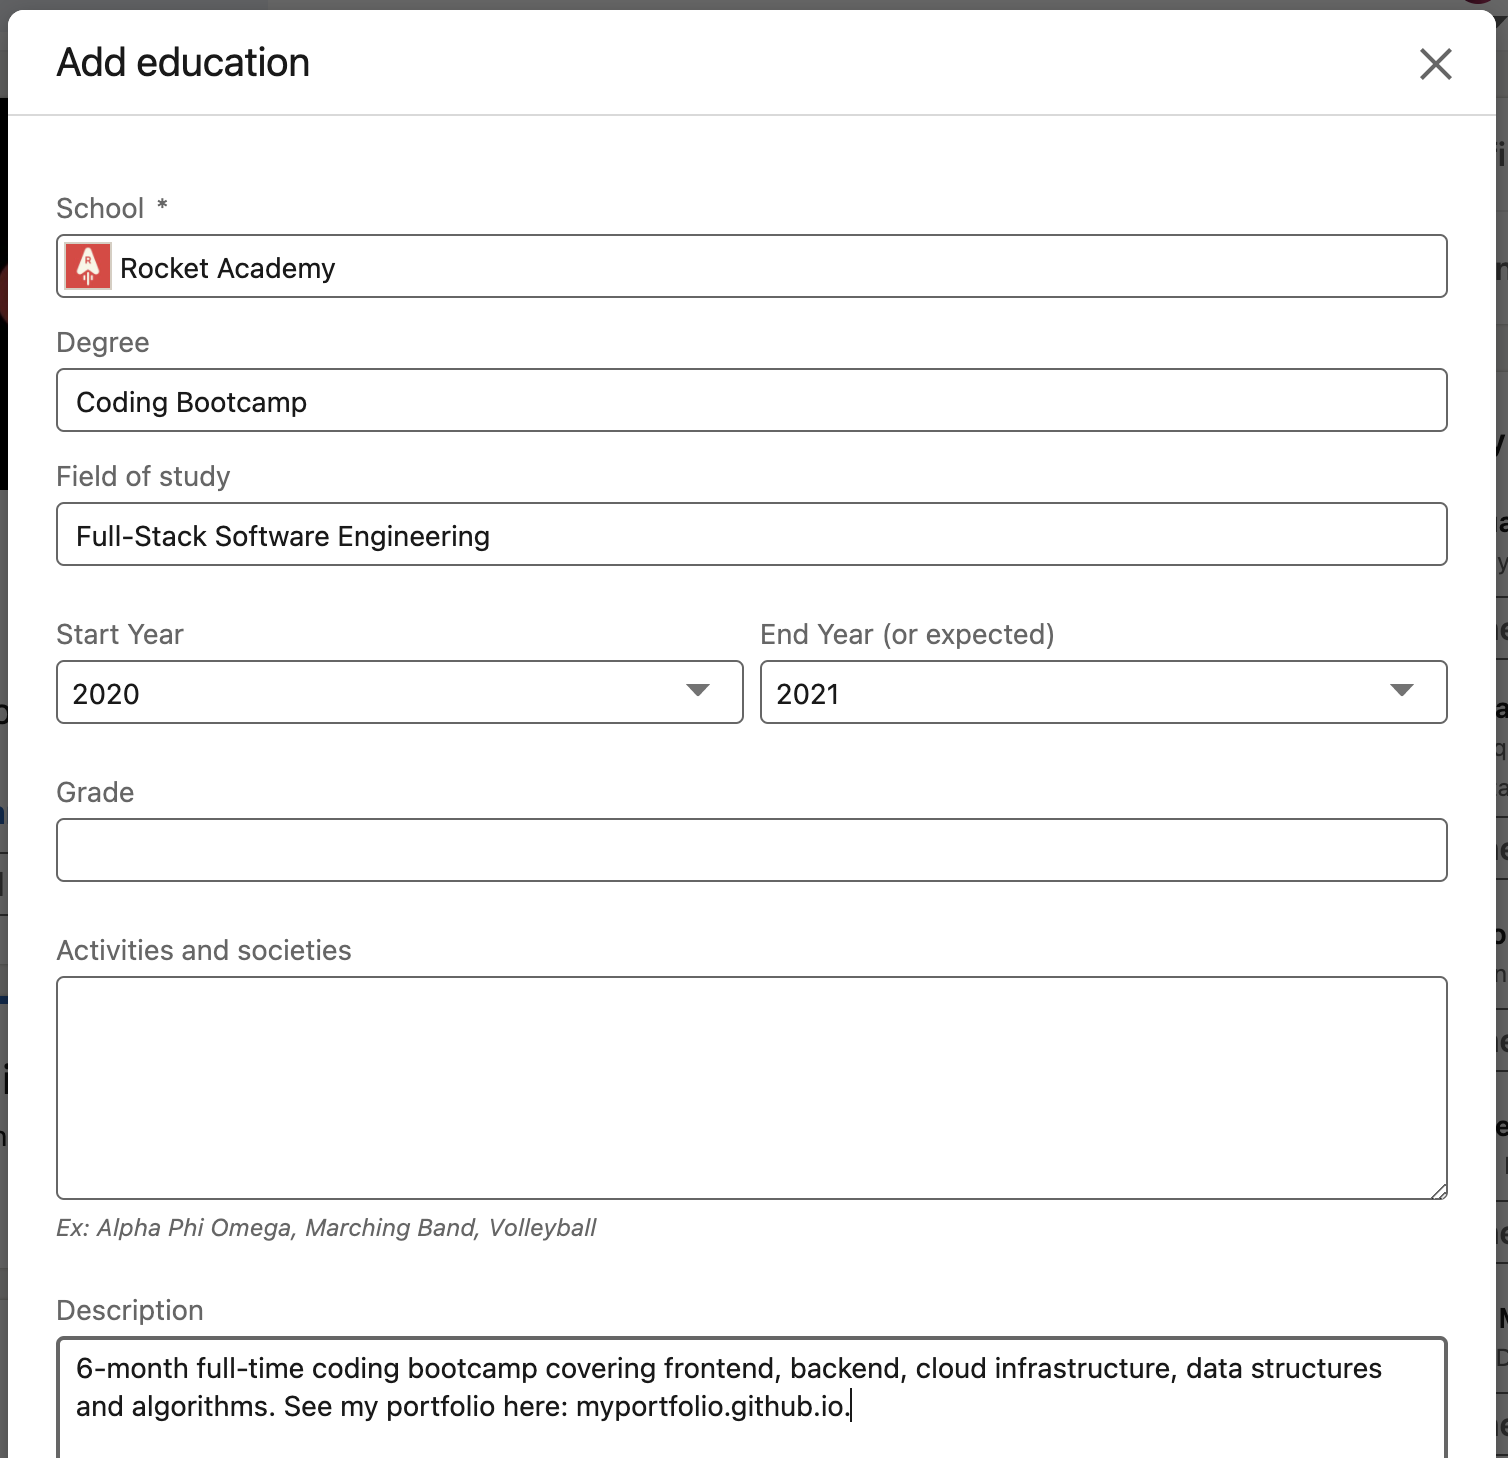 Add education
School *
Rocket Academy
Degree
Coding Bootcamp
Field of study
Full-Stack Software Engineering
Start Year
End Year (or expected)
2020
2021
Grade
Activities and societies
Ex: Alpha Phi Omega, Marching Band, Volleyball
Description
6-month full-time coding bootcamp covering frontend, backend, cloud infrastructure, data structures
and algorithms. See my portfolio here: myportfolio.github.io.